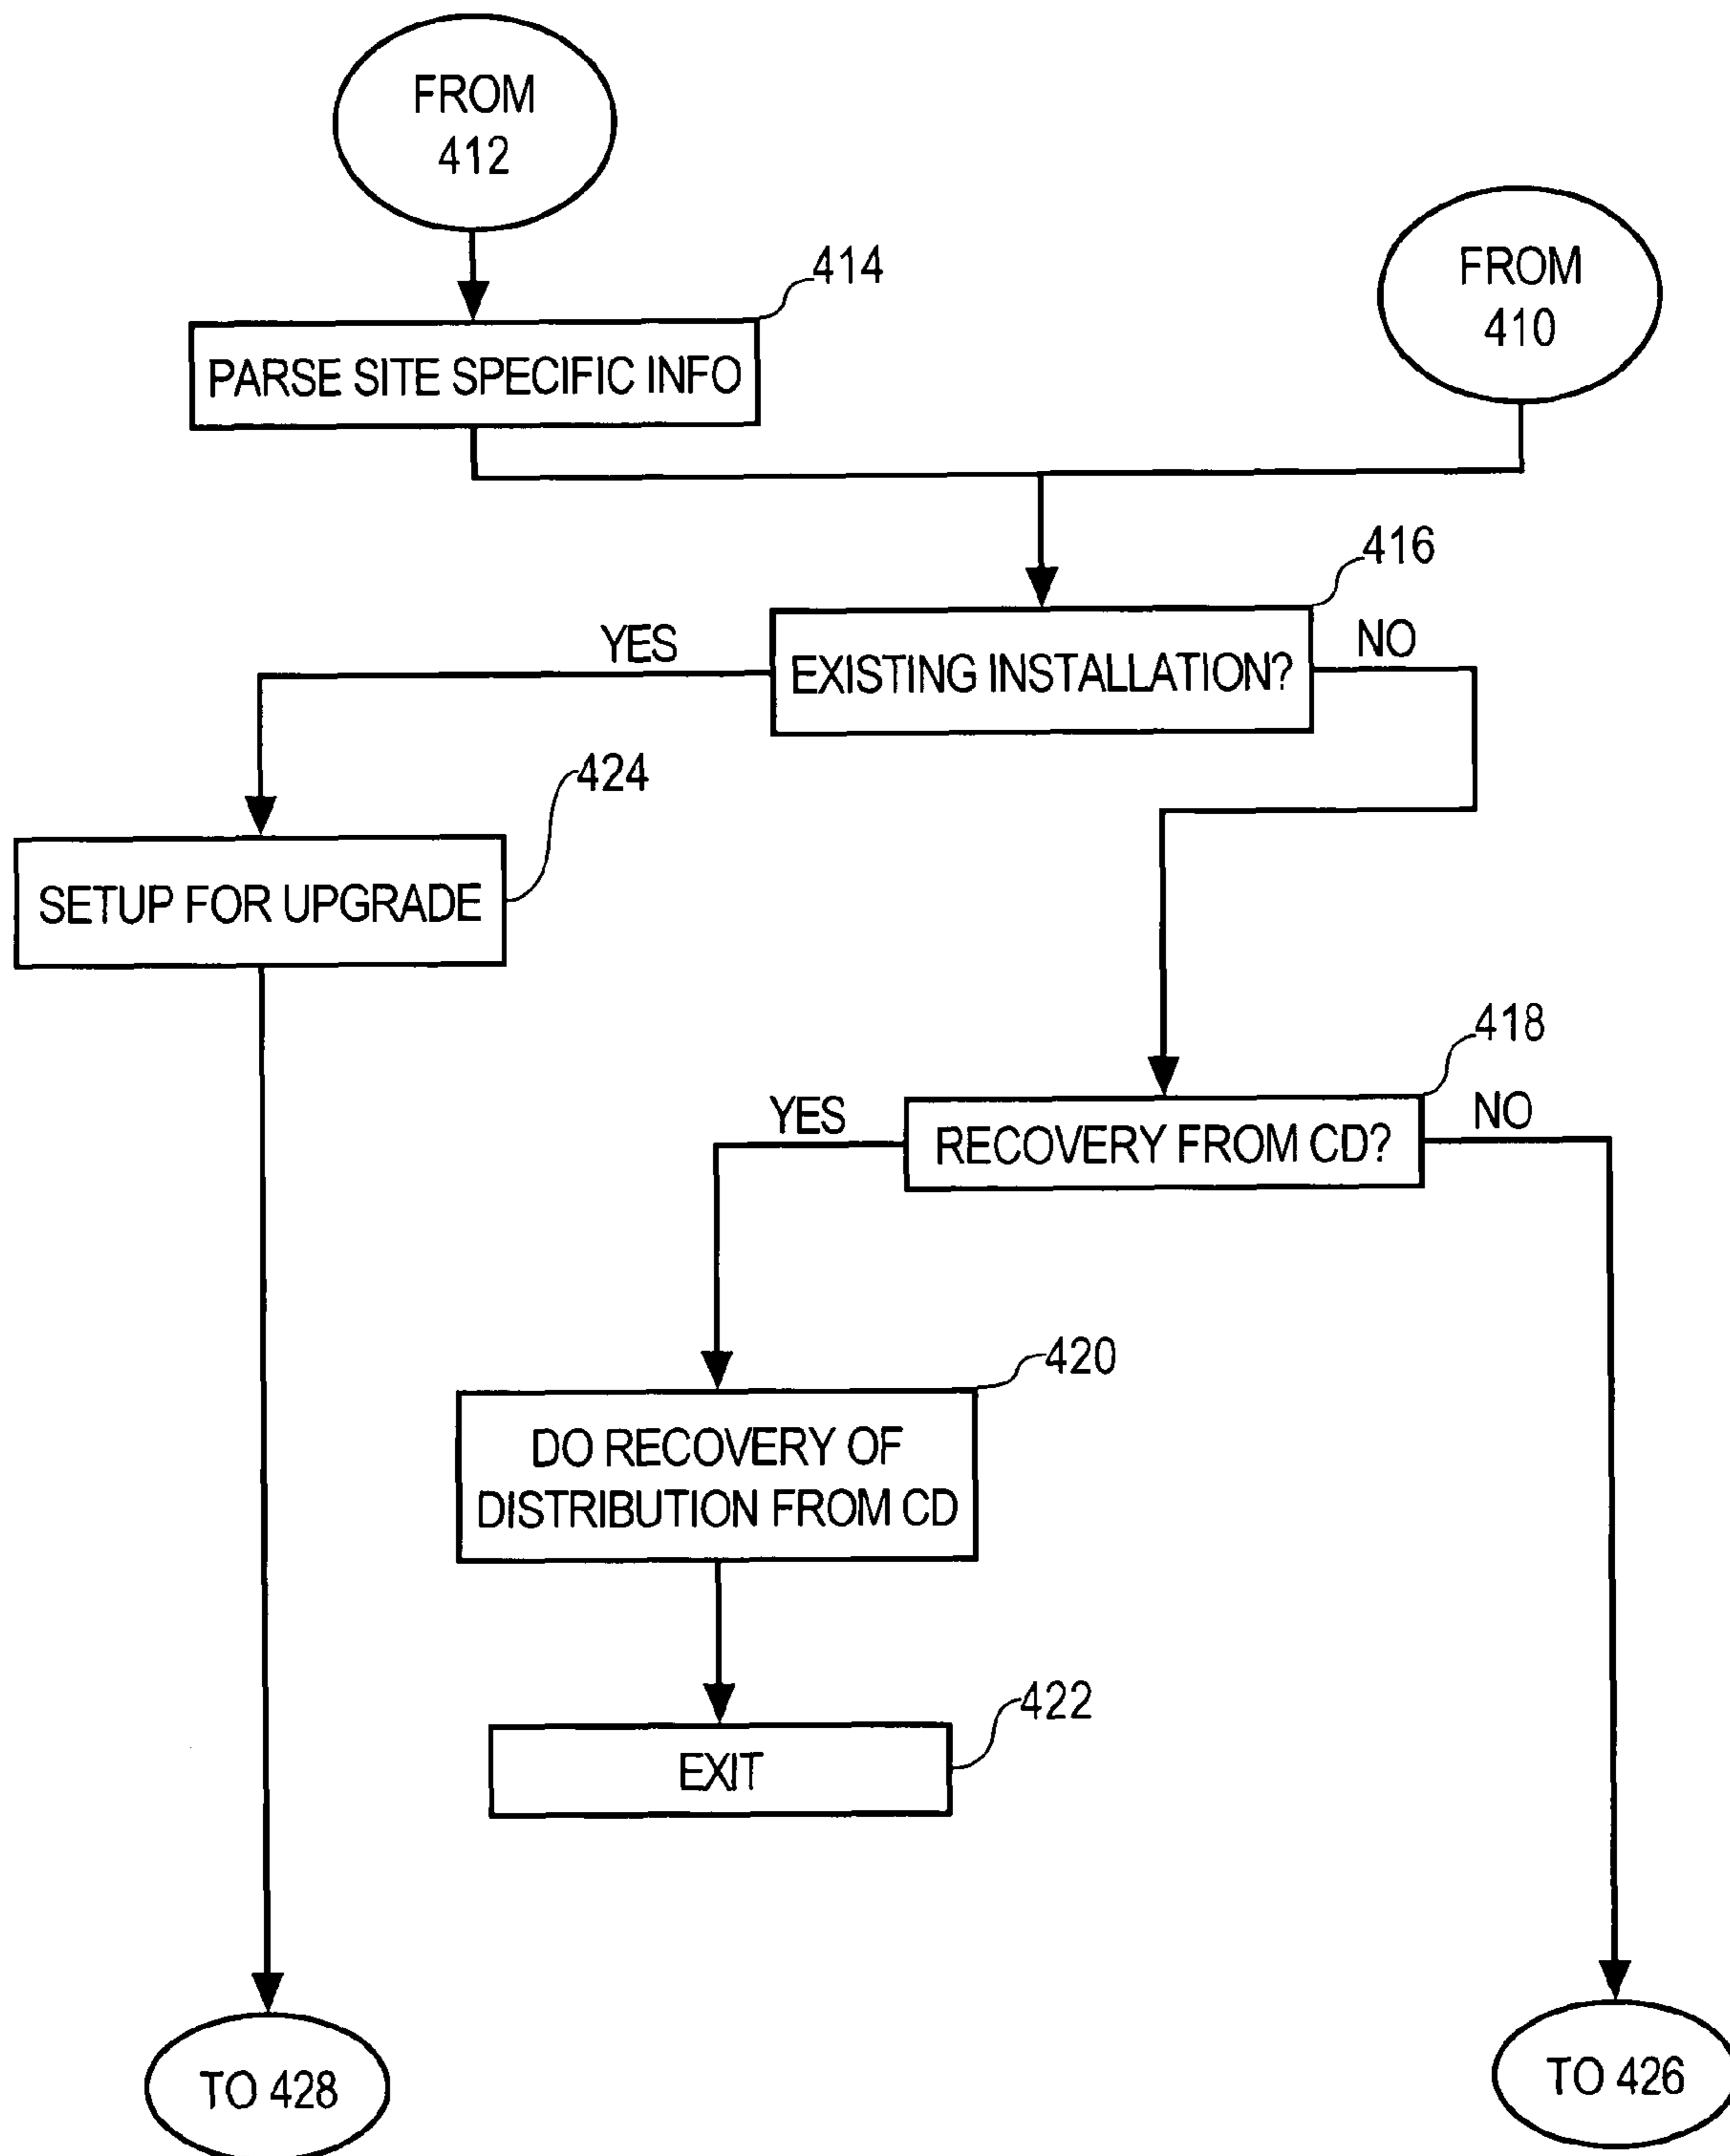 FROM
412
FROM
410
414
PARSE SITE SPECIFIC INFO
416
YES
EXISTING INSTALLATION?
NO
424
SETUP FOR UPGRADE
418
YES
RECOVERY FROM CD?
NO
420
DO RECOVERY OF
DISTRIBUTION FROM CD
422
EXIT
TO 428
TO 426